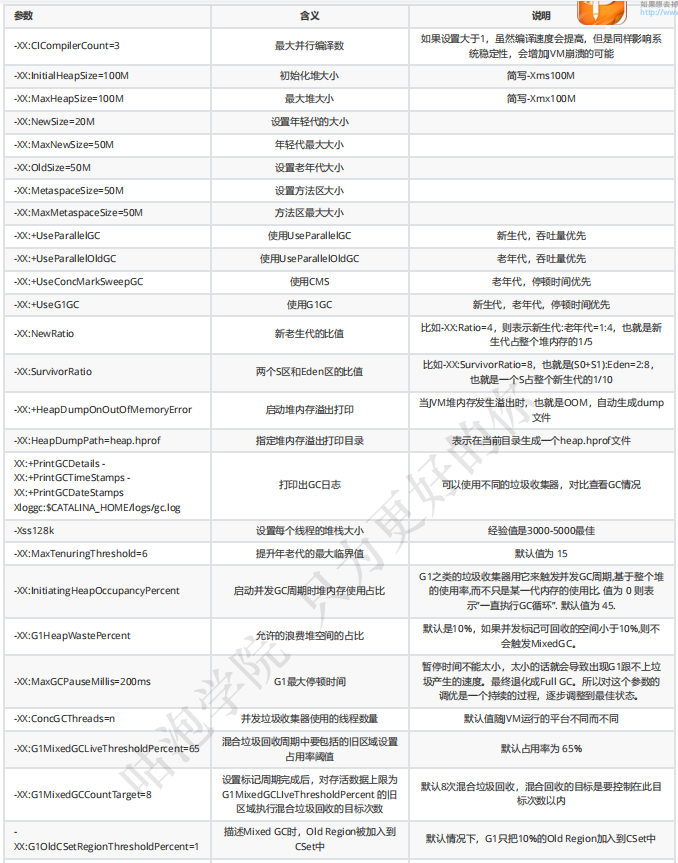 如果想去掉
http://www
参数 含义 说明
-XX:CICompilerCount=3 最大并行编译数 如果设置大于1，虽然编译速度会提高，但是同样影响系统稳定性，会增加JVM崩溃的可能
-XX:InitialHeapSize=100M 初始化堆大小 简写-Xms100M
-XX:MaxHeapSize=100M 最大堆大小 简写-Xmx100M
-XX:NewSize=20M 设置年轻代的大小
-XX:MaxNewSize=50M 年轻代最大大小
-XX:OldSize=50M 设置老年代大小
-XX:MetaspaceSize=50M 设置方法区大小
-XX:MaxMetaspaceSize=50M 方法区最大大小
-XX:+UseParallelGC 使用UseParallelGC 新生代，吞吐量优先
-XX:+UseParallelOldGC 使用UseParallelOldGC 老年代，吞吐量优先
-XX:+UseConcMarkSweepGC 使用CMS 老年代，停顿时间优先
-XX:+UseG1GC 使用G1GC 新生代，老年代，停顿时间优先
-XX:NewRatio 新老生代的比值 比如-XX:Ratio=4，则表示新生代:老年代=1:4，也就是新生代占整个堆内存的1/5
-XX:SurvivorRatio 两个S区和Eden区的比值 比如-XX:SurvivorRatio=8，也就是(S0+S1):Eden=2:8，也就是一个S占整个新生代的1/10
-XX:+HeapDumpOnOutOfMemoryError 启动堆内存溢出打印 当JVM堆内存发生溢出时，也就是OOM，自动生成dump文件
-XX:HeapDumpPath=heap.hprof 指定堆内存溢出打印目录 表示在当前目录生成一个heap.hprof文件
XX:+PrintGCDetails -
XX:+PrintGCTimeStamps -
XX:+PrintGCDateStamps
Xloggc:$CATALINA_HOME/logs/gc.log 打印出GC日志 可以使用不同的垃圾收集器，对比查看GC情况
-Xss128k 设置每个线程的堆栈大小 经验值是3000-5000最佳
-XX:MaxTenuringThreshold=6 提升年老代的最大临界值 默认值为 15
-XX:InitiatingHeapOccupancyPercent 启动并发GC周期时堆内存使用占比 G1之类的垃圾收集器用它来触发并发GC周期,基于整个堆的使用率,而不只是某一代内存的使用比. 值为 0 则表示"一直执行GC循环". 默认值为 45.
-XX:G1HeapWastePercent 允许的浪费堆空间的占比 默认是10%，如果并发标记可回收的空间小于10%,则不会触发MixedGC。
-XX:MaxGCPauseMillis=200ms G1最大停顿时间 暂停时间不能太小，太小的话就会导致出现G1跟不上垃圾产生的速度。最终退化成Full GC。所以对这个参数的调优是一个持续的过程，逐步调整到最佳状态。
-XX:ConcGCThreads=n 并发垃圾收集器使用的线程数量 默认值随JVM运行的平台不同而不同
-XX:G1MixedGCLiveThresholdPercent=65 混合垃圾回收周期中要包括的旧区域设置占用率阈值 默认占用率为 65%
-XX:G1MixedGCCountTarget=8 设置标记周期完成后，对存活数据上限为 G1MixedGCLIveThresholdPercent 的旧区域执行混合垃圾回收的目标次数 默认8次混合垃圾回收，混合回收的目标是要控制在此目标次数以内
-
XX:G1OldCSetRegionThresholdPercent=1 描述Mixed GC时，Old Region被加入到CSet中 默认情况下，G1只把10%的Old Region加入到CSet中
咕泡学院 只为更好的你